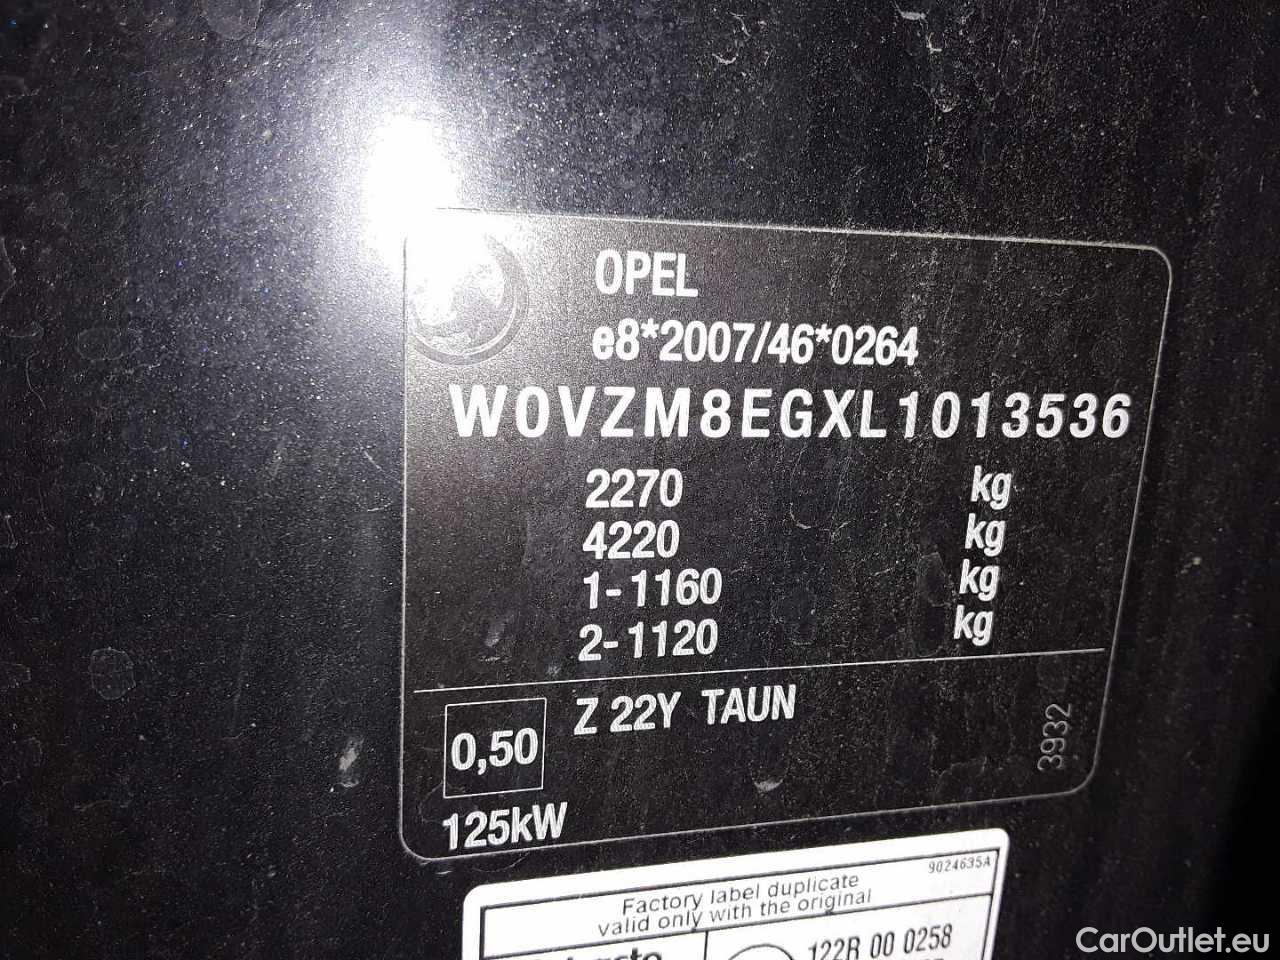 OPEL
e8*2007/46*0264
W0VZM8EGXL1013536
2270 kg
4220 kg
1-1160 kg
2-1120 kg
Z 22Y TAUN
0,50
125kW
3932
9024635A
Factory label duplicate
valid only with the original
122R 00 0258
CarOutlet.eu